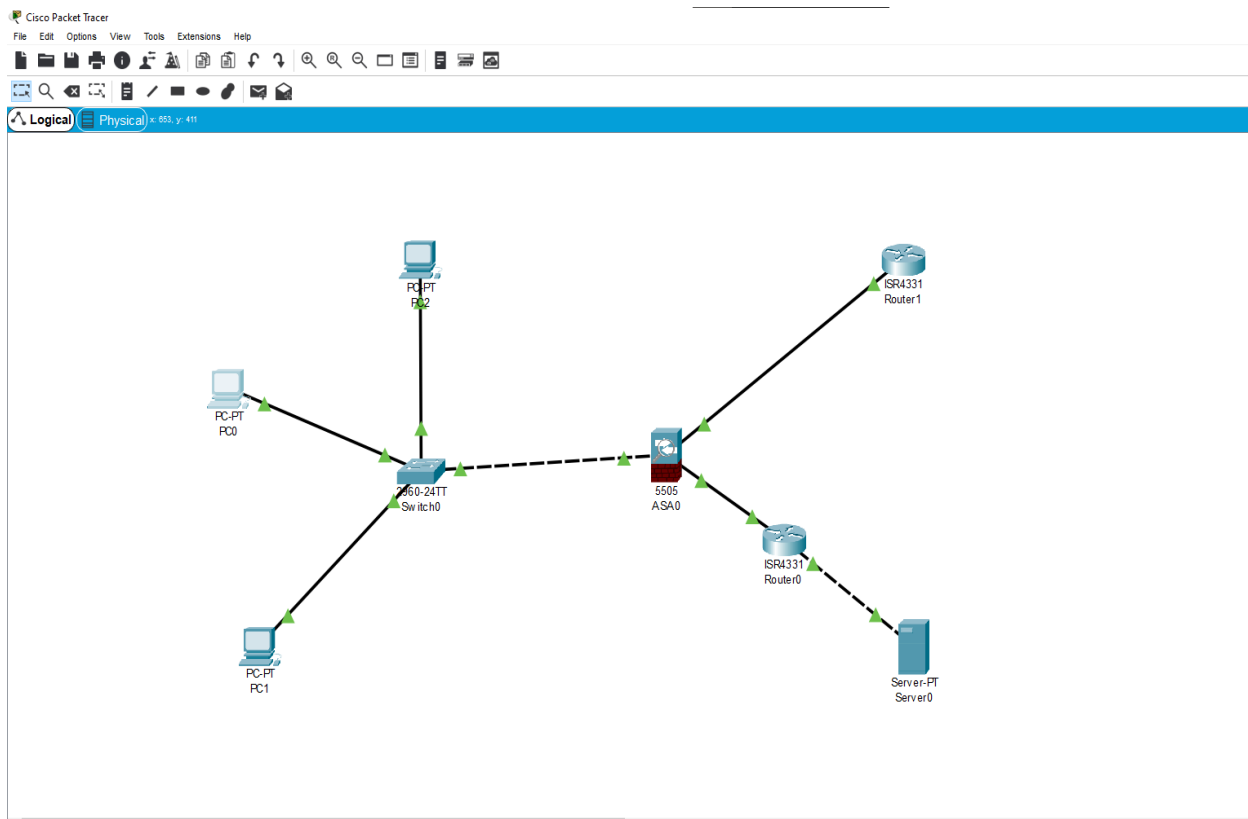 Cisco Packet Tracer
File Edit Options View Tools Extensions Help
Logical Physical x: 653, y: 411
PC-PT
PC2
ISR4331
Router1
PC-PT
PC0
2960-24TT
Switch0
5505
ASA0
ISR4331
Router0
PC-PT
PC1
Server-PT
Server0